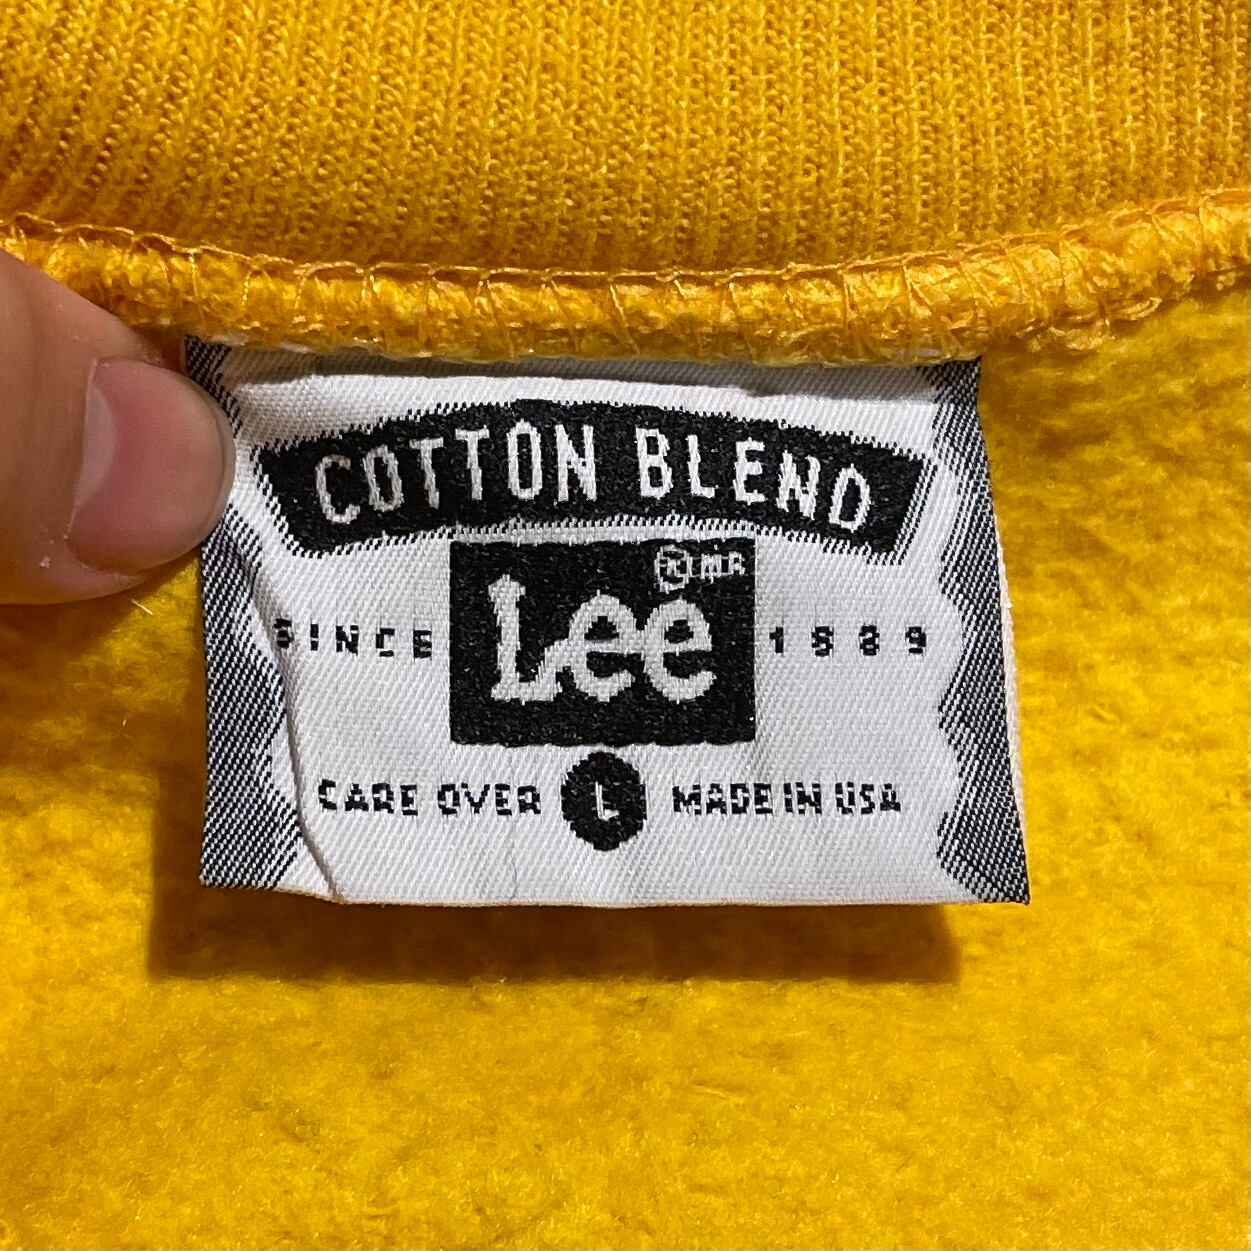 COTTON BLEND
Lee ® MR
SINCE 1889
CARE OVER L MADE IN USA